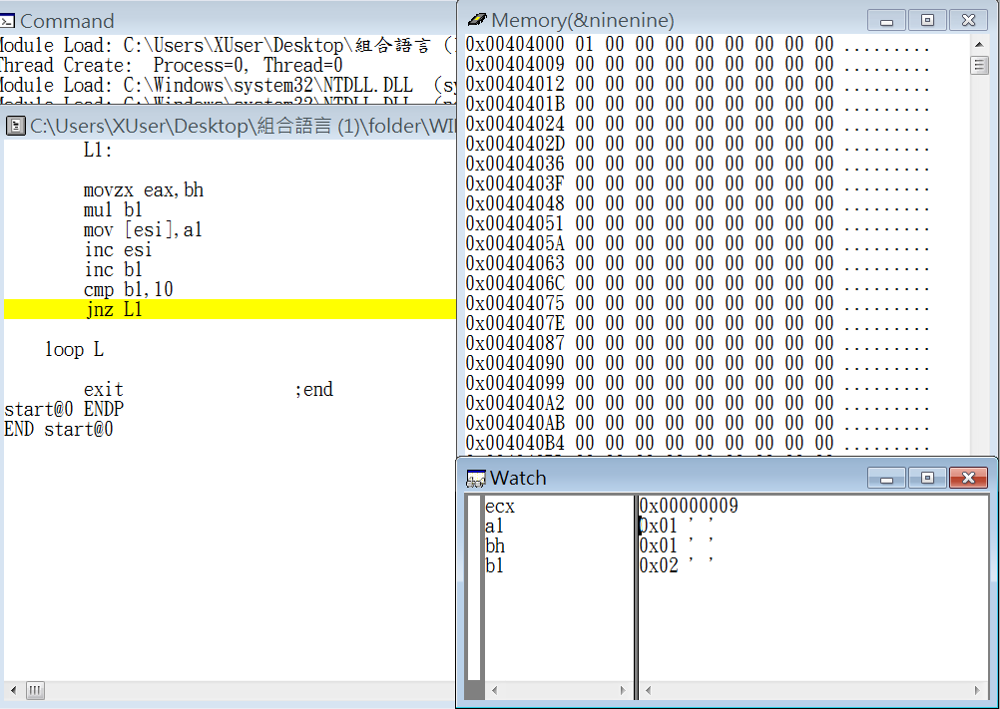 Command
Module Load: C:\Users\XUser\Desktop\組合語言 (
Thread Create:  Process=0, Thread=0
Module Load: C:\Windows\system32\NTDLL.DLL  (sy
Module Load: C:\Windows\system32\NTDLL.DLL
C:\Users\XUser\Desktop\組合語言 (1)\folder\WI
L1:
movzx eax,bh
mul bl
mov [esi],al
inc esi
inc bl
cmp bl,10
jnz L1
loop L
exit ;end
start@0 ENDP
END start@0
Memory(&ninenine)
0x00404000 01 00 00 00 00 00 00 00 00 .........
0x00404009 00 00 00 00 00 00 00 00 00 .........
0x00404012 00 00 00 00 00 00 00 00 00 .........
0x0040401B 00 00 00 00 00 00 00 00 00 .........
0x00404024 00 00 00 00 00 00 00 00 00 .........
0x0040402D 00 00 00 00 00 00 00 00 00 .........
0x00404036 00 00 00 00 00 00 00 00 00 .........
0x0040403F 00 00 00 00 00 00 00 00 00 .........
0x00404048 00 00 00 00 00 00 00 00 00 .........
0x00404051 00 00 00 00 00 00 00 00 00 .........
0x0040405A 00 00 00 00 00 00 00 00 00 .........
0x00404063 00 00 00 00 00 00 00 00 00 .........
0x0040406C 00 00 00 00 00 00 00 00 00 .........
0x00404075 00 00 00 00 00 00 00 00 00 .........
0x0040407E 00 00 00 00 00 00 00 00 00 .........
0x00404087 00 00 00 00 00 00 00 00 00 .........
0x00404090 00 00 00 00 00 00 00 00 00 .........
0x00404099 00 00 00 00 00 00 00 00 00 .........
0x004040A2 00 00 00 00 00 00 00 00 00 .........
0x004040AB 00 00 00 00 00 00 00 00 00 .........
0x004040B4 00 00 00 00 00 00 00 00 00 .........
Watch
ecx 0x00000009
al 0x01 ' '
bh 0x01 ' '
bl 0x02 ' '